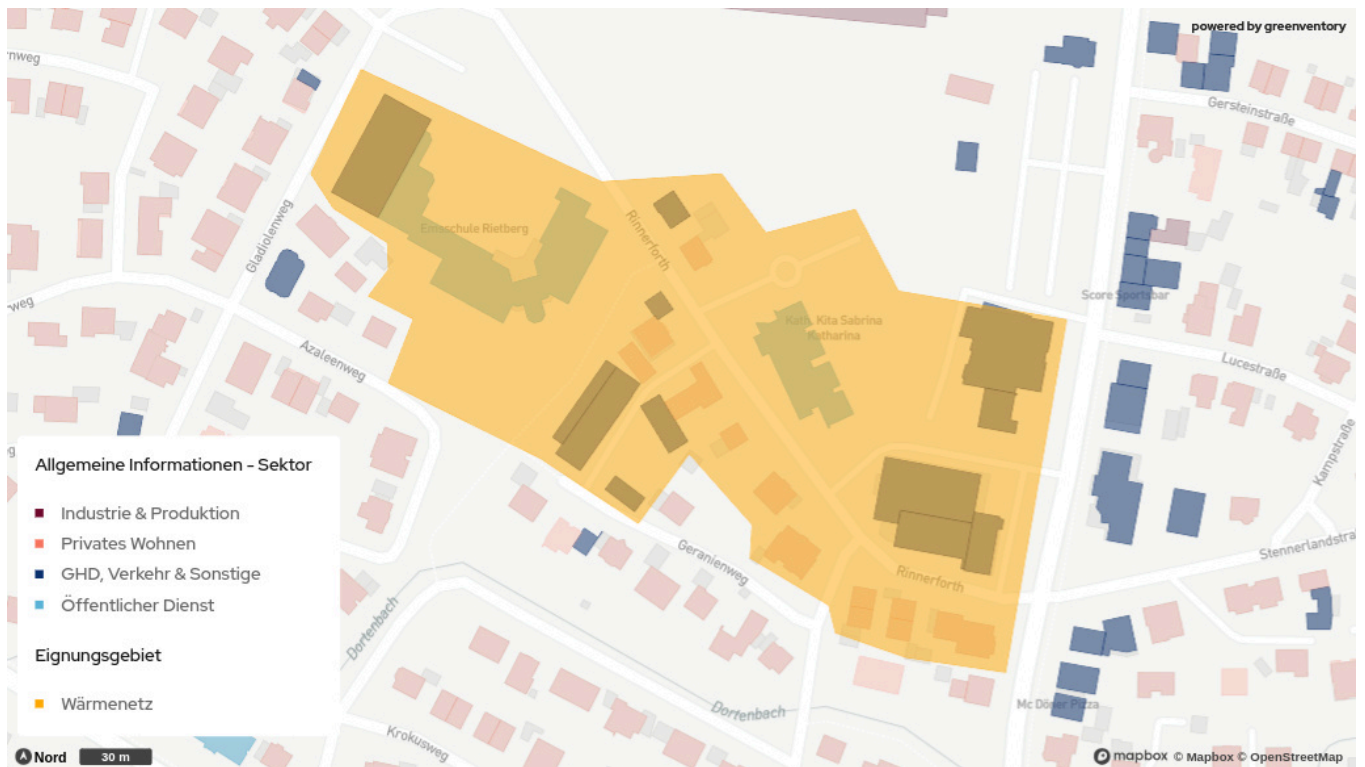 powered by greenventory
rnweg
Gersteinstraße
Gladiolenweg
Emsschule Rietberg
Rinnerforth
Score Sportsbar
Kath. Kita Sabrina
Katharina
rweg
Azaleenweg
Lucestraße
Kampstraße
Allgemeine Informationen - Sektor
Industrie & Produktion
Privates Wohnen
GHD, Verkehr & Sonstige
Öffentlicher Dienst
Eignungsgebiet
Wärmenetz
Geranienweg
Stennerlandstra
Rinnerforth
Dortenbach
Dortenbach
Mc Döner Pizza
Krokusweg
Nord
30 m
mapbox © Mapbox © OpenStreetMap